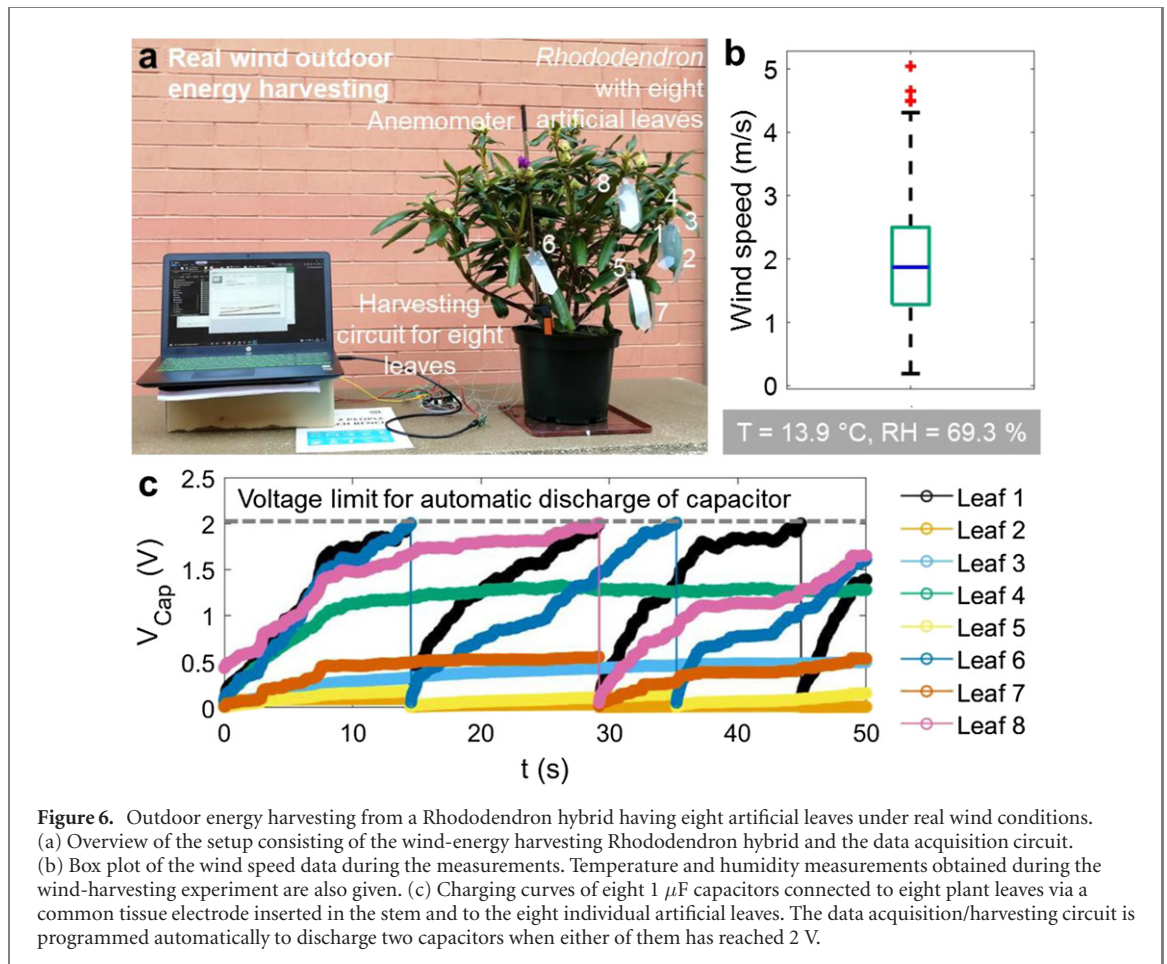 a Real wind outdoor
energy harvesting
Rhododendron
with eight
artificial leaves
Anemometer
8
4
3
1
2
6
5
7
Harvesting
circuit for eight
leaves
b
Wind speed (m/s)
5
4
3
2
1
0
T = 13.9 °C, RH = 69.3 %
c
Voltage limit for automatic discharge of capacitor
V_Cap (V)
2.5
2
1.5
1
0.5
0
0 10 20 30 40 50
t (s)
Leaf 1
Leaf 2
Leaf 3
Leaf 4
Leaf 5
Leaf 6
Leaf 7
Leaf 8
Figure 6. Outdoor energy harvesting from a Rhododendron hybrid having eight artificial leaves under real wind conditions.
(a) Overview of the setup consisting of the wind-energy harvesting Rhododendron hybrid and the data acquisition circuit.
(b) Box plot of the wind speed data during the measurements. Temperature and humidity measurements obtained during the
wind-harvesting experiment are also given. (c) Charging curves of eight 1 μF capacitors connected to eight plant leaves via a
common tissue electrode inserted in the stem and to the eight individual artificial leaves. The data acquisition/harvesting circuit is
programmed automatically to discharge two capacitors when either of them has reached 2 V.